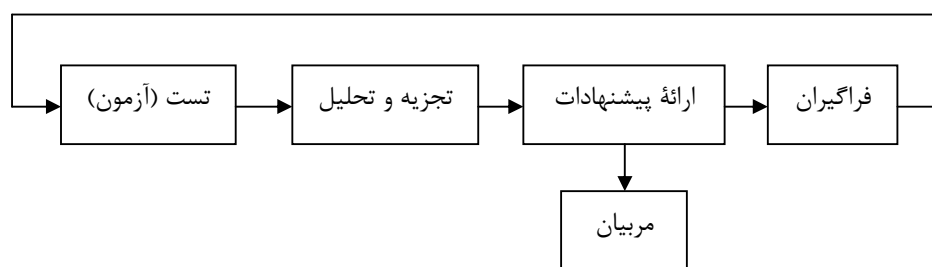 تست (آزمون)
تجزیه و تحلیل
ارائهٔ پیشنهادات
فراگیران
مربیان